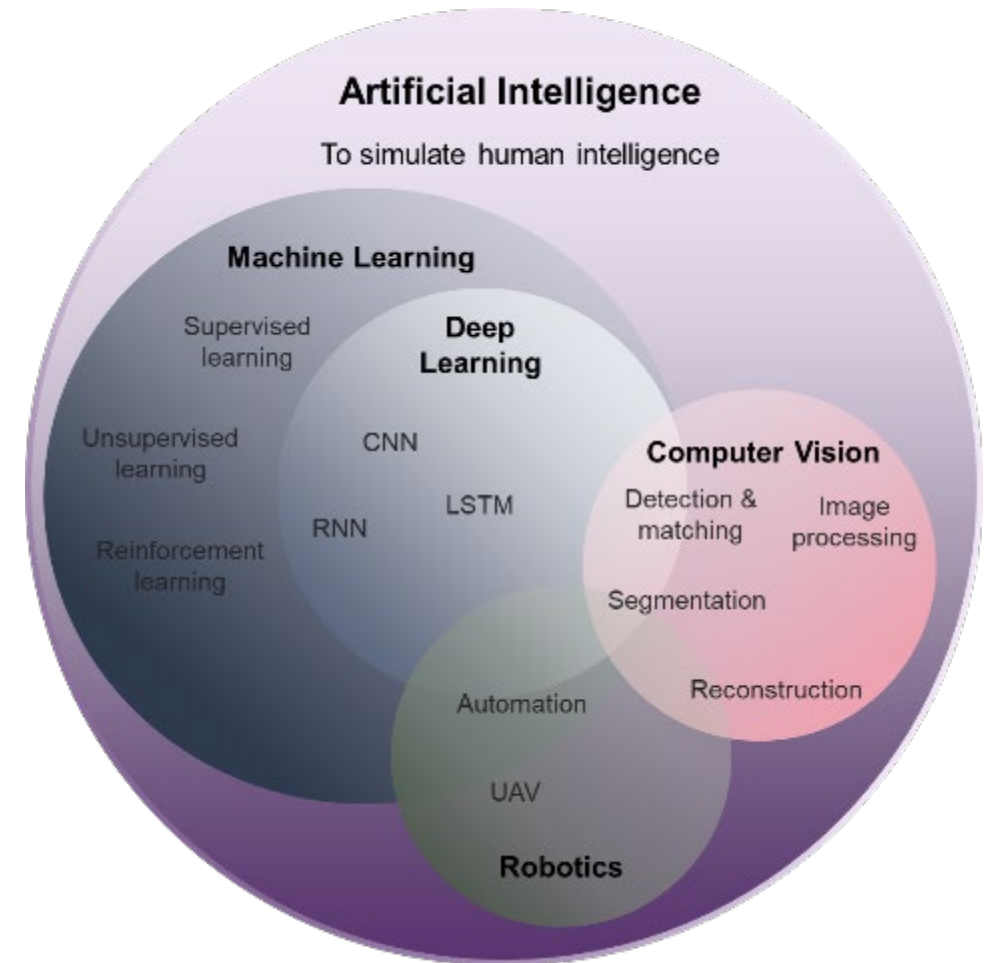 Artificial Intelligence
To simulate human intelligence
Machine Learning
Supervised
learning
Unsupervised
learning
Reinforcement
learning
Deep
Learning
CNN
LSTM
RNN
Computer Vision
Detection &
matching
Image
processing
Segmentation
Reconstruction
Automation
UAV
Robotics